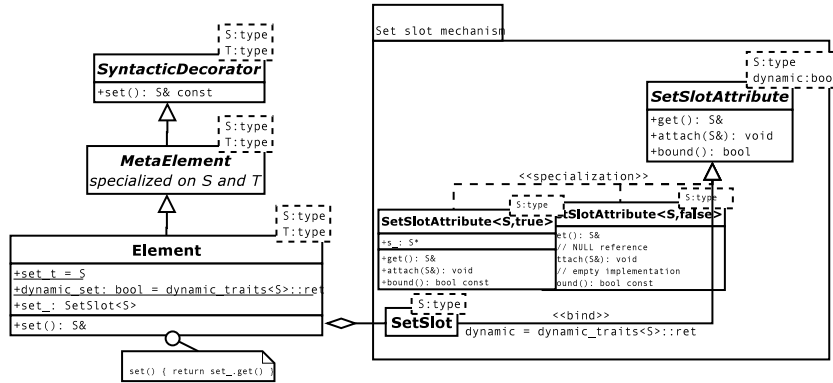 S:type
T:type
SyntacticDecorator
+set(): S& const
S:type
T:type
MetaElement
specialized on S and T
S:type
T:type
Element
+set_t = S
+dynamic_set: bool = dynamic_traits<S>::ret
+set_: SetSlot<S>
+set(): S&
set() { return set_.get() }
Set slot mechanism
S:type
dynamic:bool
SetSlotAttribute
+get(): S&
+attach(S&): void
+bound(): bool
<<specialization>>
S:type
SetSlotAttribute<S,true>
+s_: S*
+get(): S&
+attach(S&): void
+bound(): bool const
S:type
etSlotAttribute<S,false>
et(): S&
// NULL reference
ttach(S&): void
// empty implementation
ound(): bool const
S:type
SetSlot
<<bind>>
dynamic = dynamic_traits<S>::ret